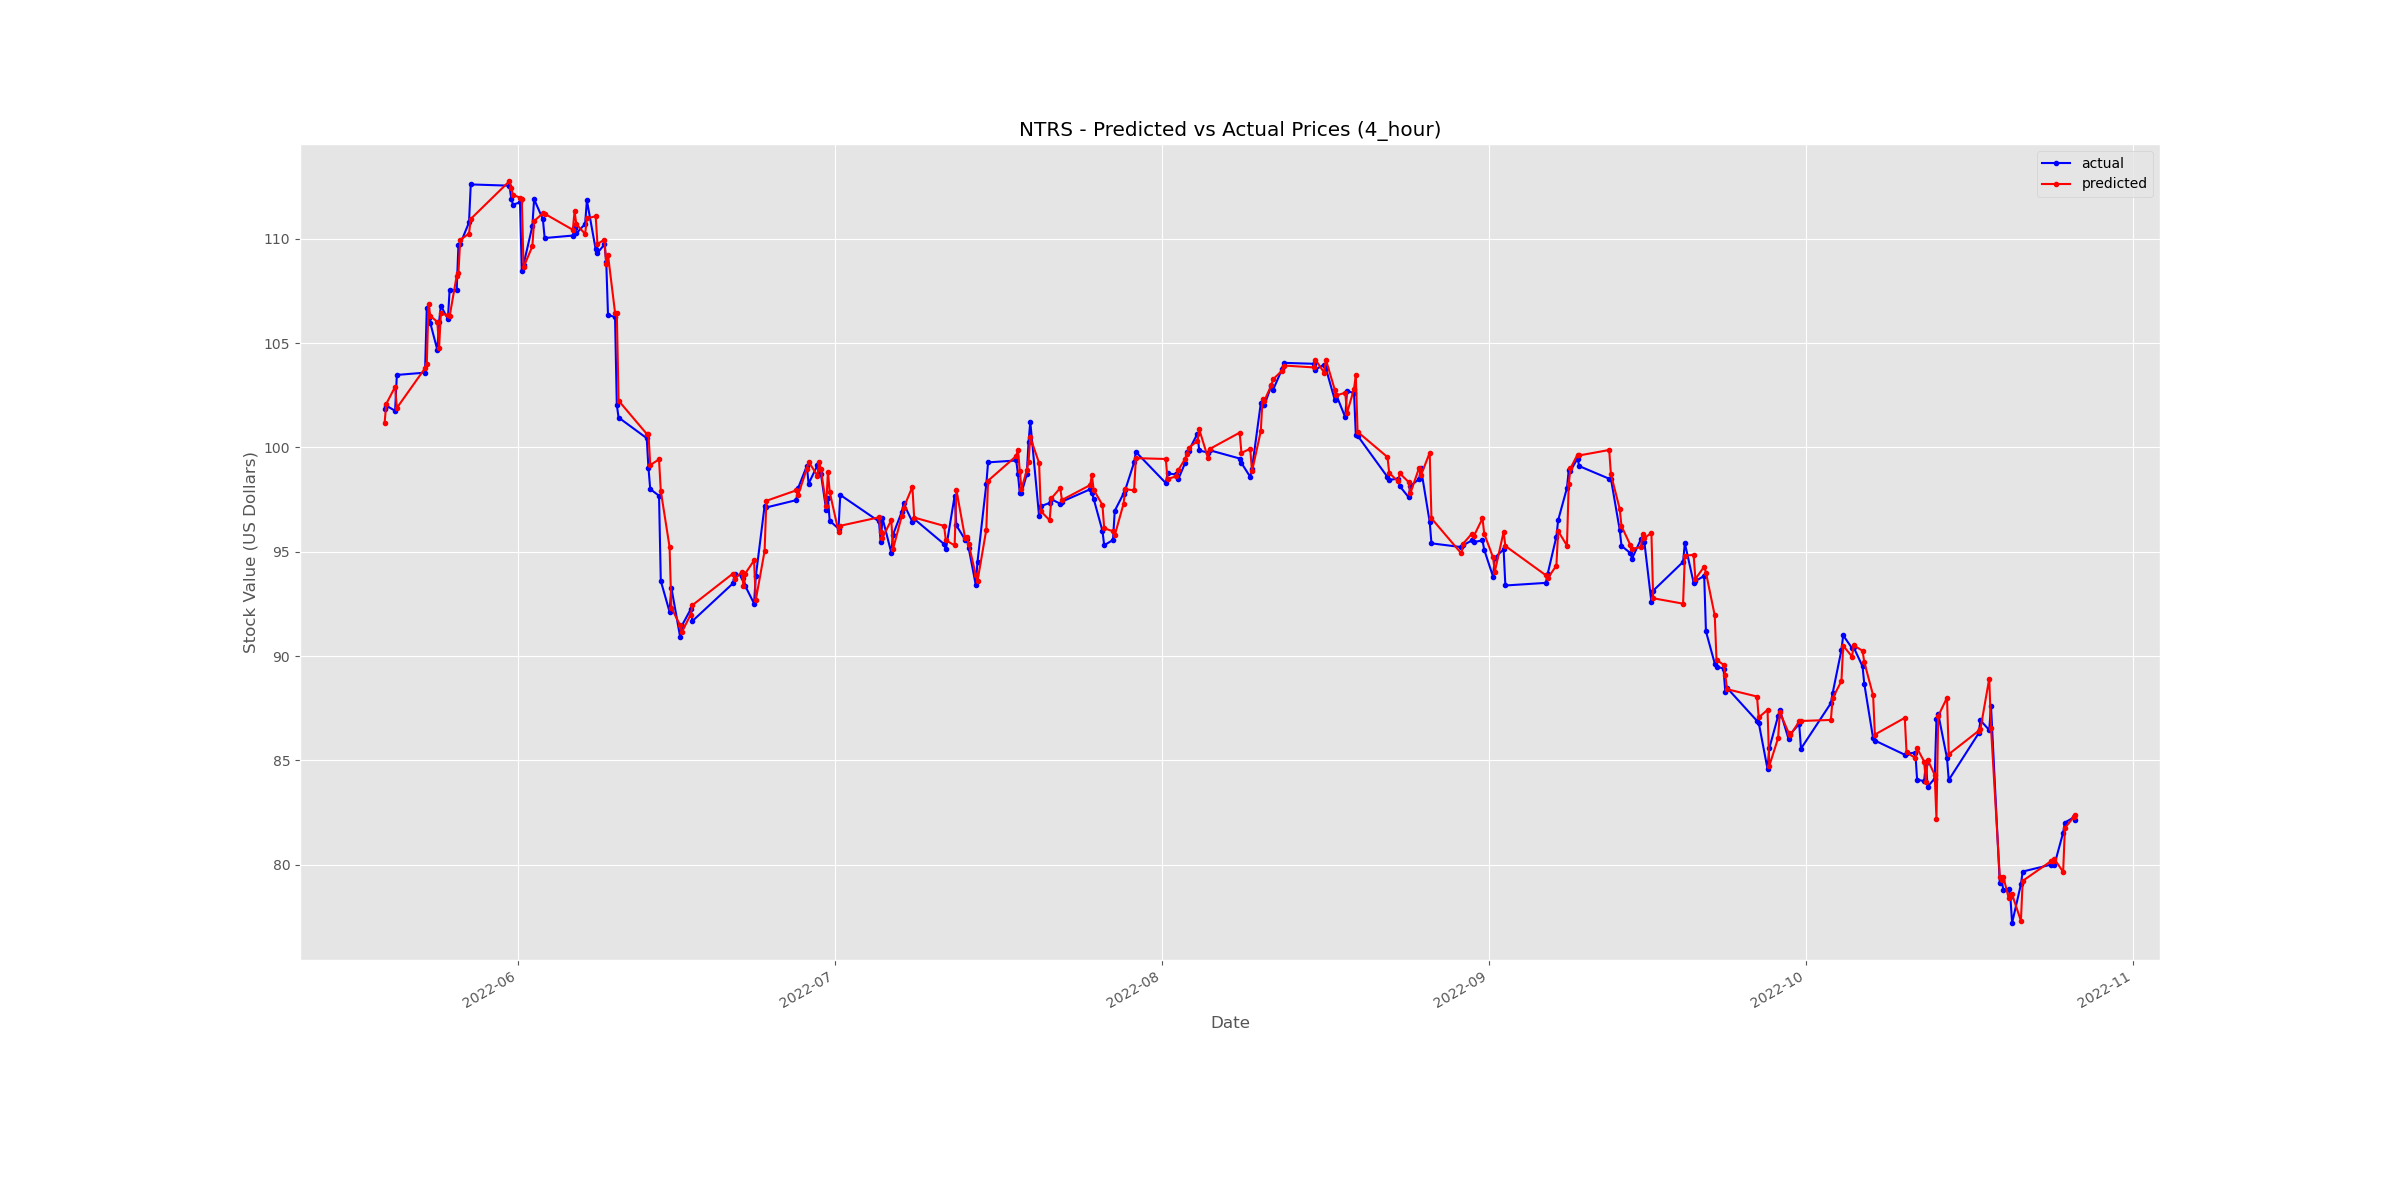 NTRS - Predicted vs Actual Prices (4_hour)
actual
predicted
Stock Value (US Dollars)
110
105
100
95
90
85
80
2022-06
2022-07
2022-08
2022-09
2022-10
2022-11
Date